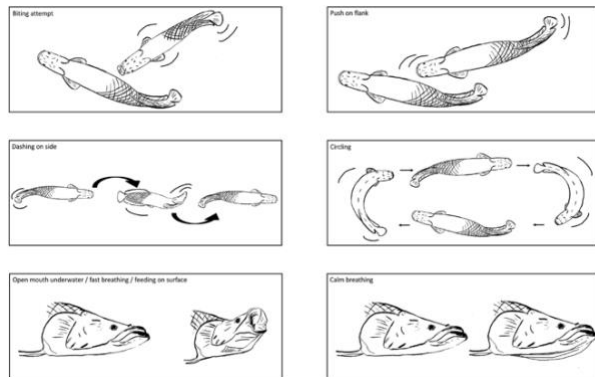 Biting attempt
Push on flank
Dashing on side
Circling
Open mouth underwater / fast breathing / feeding on surface
Calm breathing